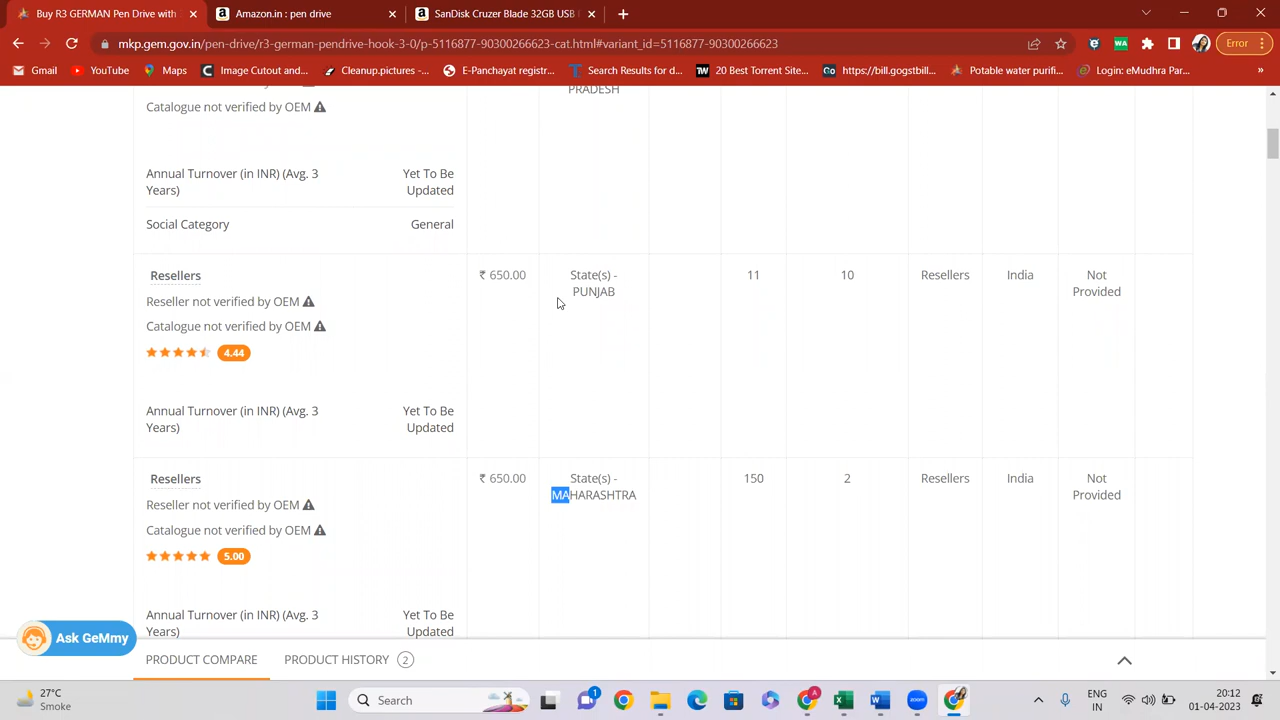 Buy R3 GERMAN Pen Drive with
Amazon.in : pen drive
SanDisk Cruzer Blade 32GB USB
mkp.gem.gov.in/pen-drive/r3-german-pendrive-hook-3-0/p-5116877-90300266623-cat.html#variant_id=5116877-90300266623
WA
Error
Gmail
YouTube
Maps
Image Cutout and...
Cleanup.pictures -...
E-Panchayat registr...
Search Results for d...
20 Best Torrent Site...
https://bill.gogstbill...
Potable water purifi...
Login: eMudhra Par...
»
PRADESH
Catalogue not verified by OEM
Annual Turnover (in INR) (Avg. 3 Years)
Yet To Be Updated
Social Category
General
Resellers
₹ 650.00
State(s) -
PUNJAB
11
10
Resellers
India
Not Provided
Reseller not verified by OEM
Catalogue not verified by OEM
4.44
Annual Turnover (in INR) (Avg. 3 Years)
Yet To Be Updated
Resellers
₹ 650.00
State(s) -
MAHARASHTRA
150
2
Resellers
India
Not Provided
Reseller not verified by OEM
Catalogue not verified by OEM
5.00
Annual Turnover (in INR) (Avg. 3 Years)
Yet To Be Updated
Ask GeMmy
PRODUCT COMPARE
PRODUCT HISTORY 2
27°C
Smoke
Search
1
zoom
ENG
IN
20:12
01-04-2023